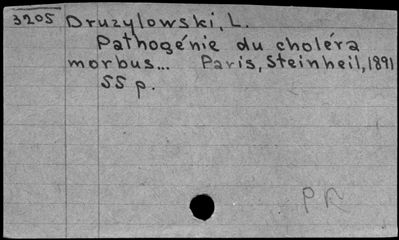 3205 Druzylowski, L.
Pathogénie du choléra
morbus... Paris, Steinheil, 1891
55 p.
PR